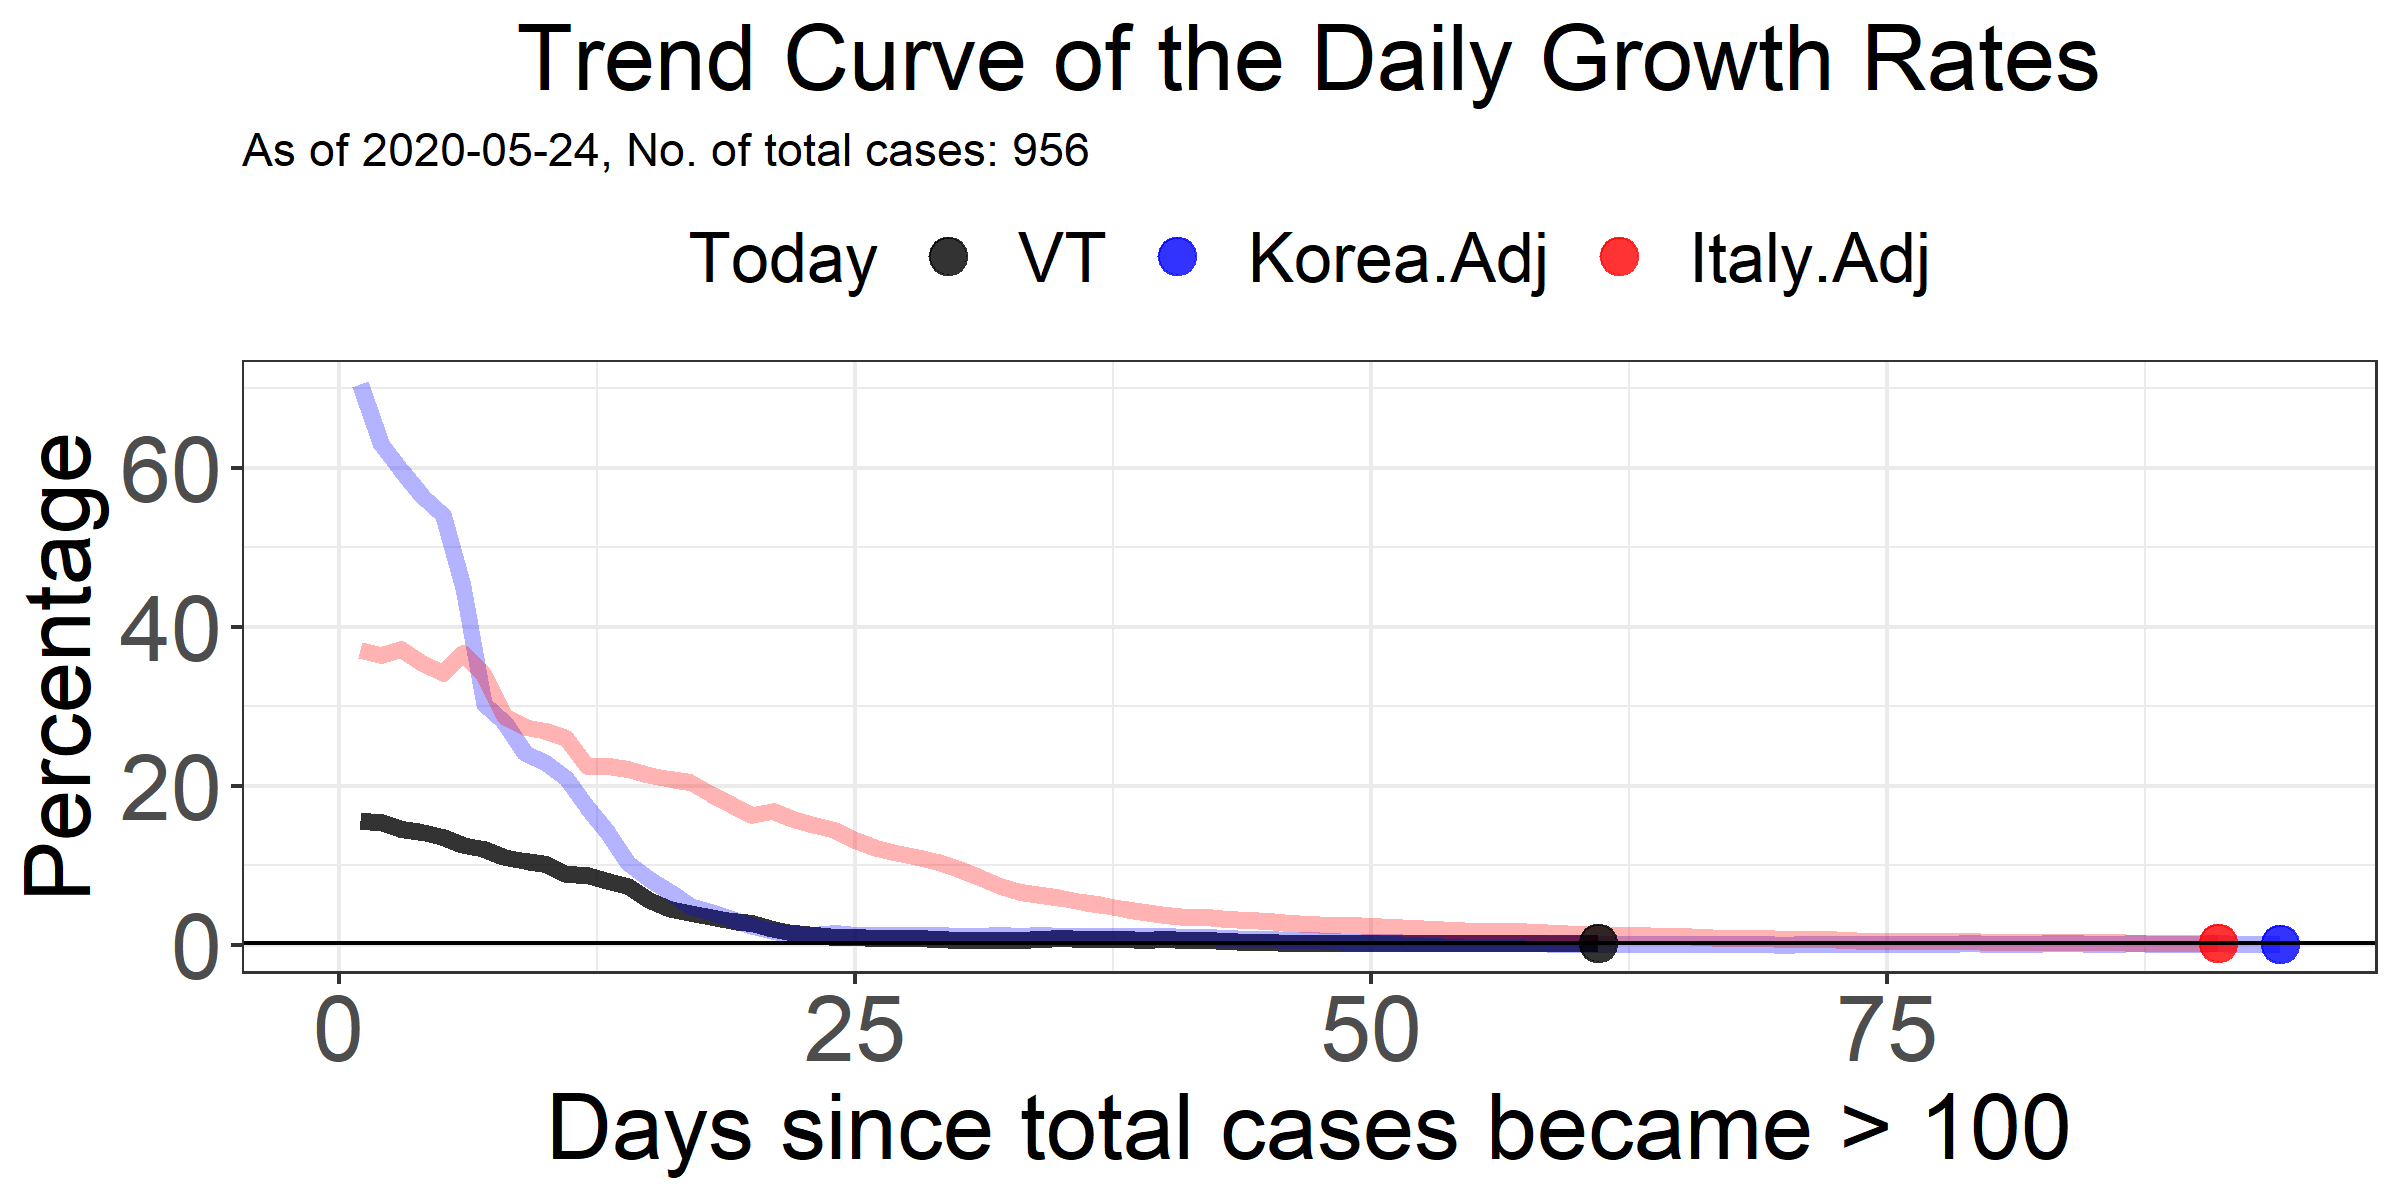 Trend Curve of the Daily Growth Rates
As of 2020-05-24, No. of total cases: 956
Today VT Korea.Adj Italy.Adj
Percentage
60
40
20
0
0 25 50 75
Days since total cases became > 100